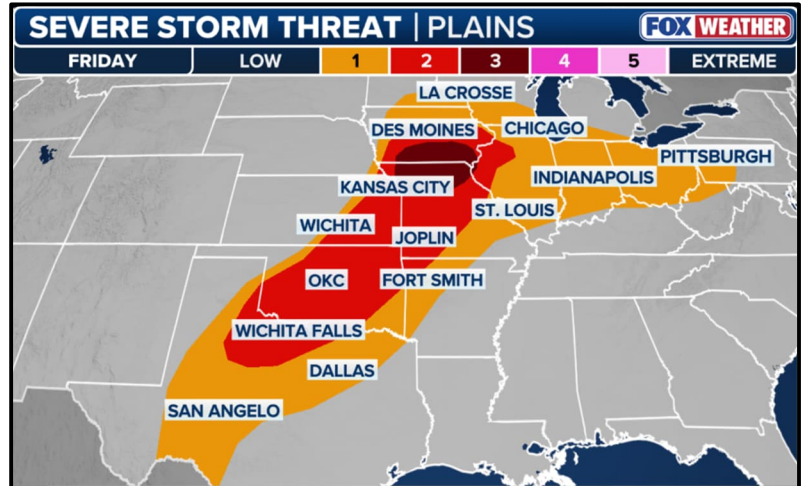 SEVERE STORM THREAT | PLAINS
FOX WEATHER
FRIDAY LOW 1 2 3 4 5 EXTREME
LA CROSSE
DES MOINES
CHICAGO
PITTSBURGH
INDIANAPOLIS
KANSAS CITY
ST. LOUIS
WICHITA
JOPLIN
OKC
FORT SMITH
WICHITA FALLS
DALLAS
SAN ANGELO